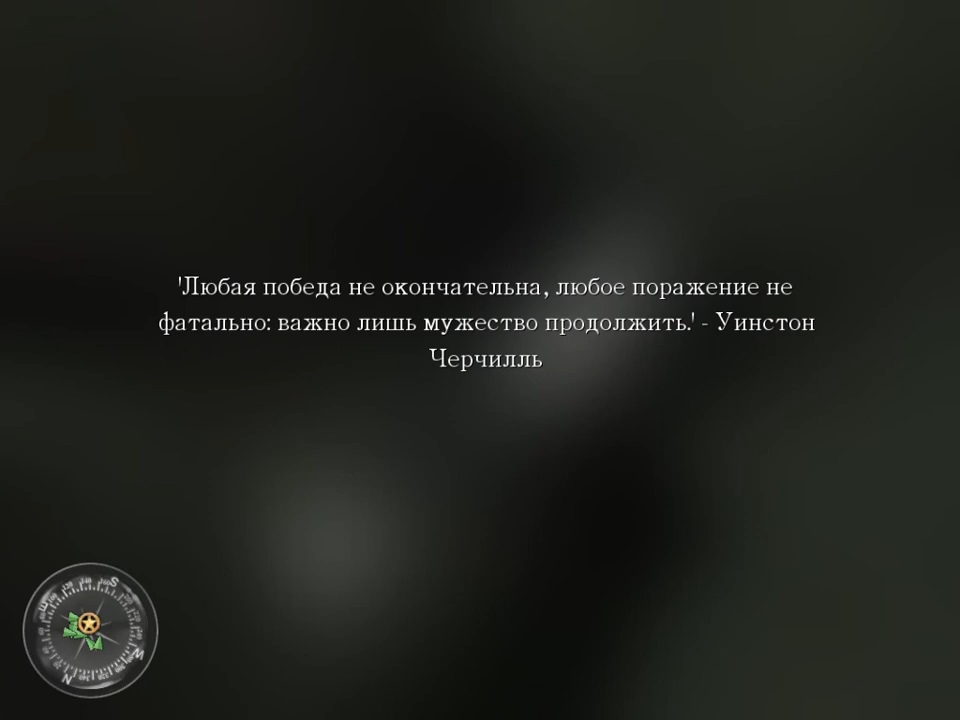 'Любая победа не окончательна, любое поражение не
фатально: важно лишь мужество продолжить.' - Уинстон
Черчилль
S
E
W
N